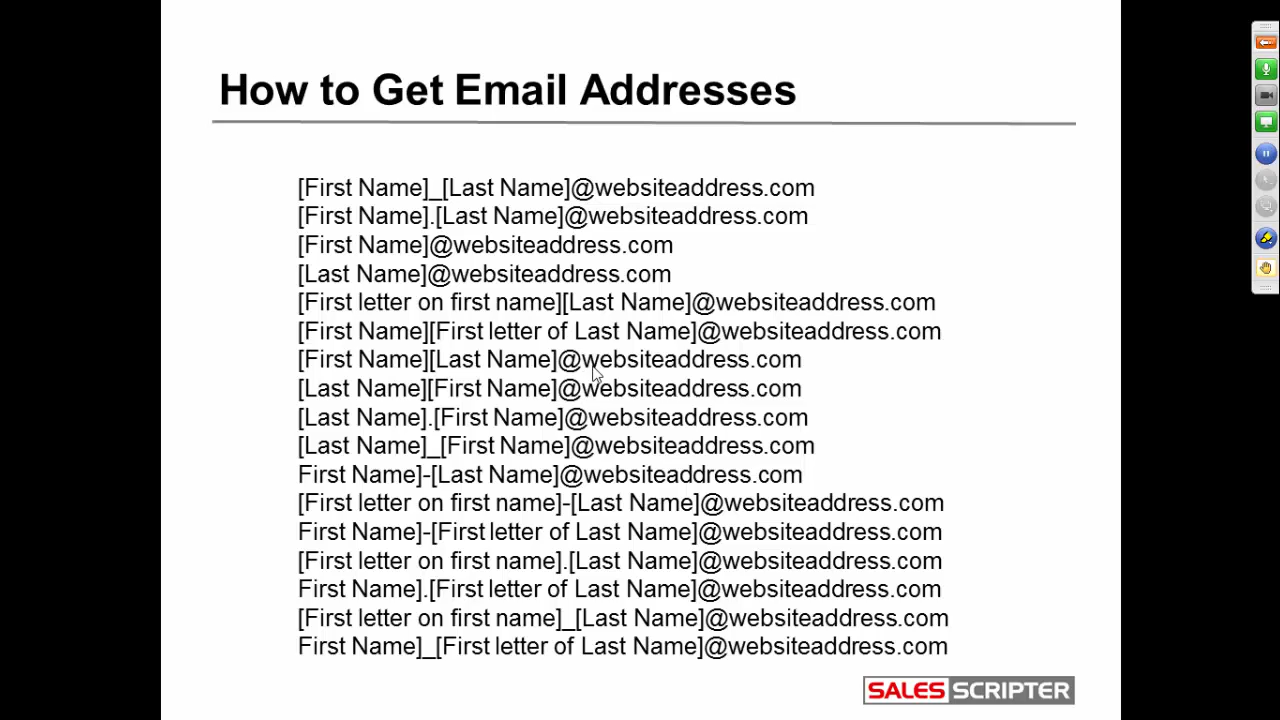 How to Get Email Addresses
[First Name]_[Last Name]@websiteaddress.com
[First Name].[Last Name]@websiteaddress.com
[First Name]@websiteaddress.com
[Last Name]@websiteaddress.com
[First letter on first name][Last Name]@websiteaddress.com
[First Name][First letter of Last Name]@websiteaddress.com
[First Name][Last Name]@websiteaddress.com
[Last Name][First Name]@websiteaddress.com
[Last Name].[First Name]@websiteaddress.com
[Last Name]_[First Name]@websiteaddress.com
First Name]-[Last Name]@websiteaddress.com
[First letter on first name]-[Last Name]@websiteaddress.com
First Name]-[First letter of Last Name]@websiteaddress.com
[First letter on first name].[Last Name]@websiteaddress.com
First Name].[First letter of Last Name]@websiteaddress.com
[First letter on first name]_[Last Name]@websiteaddress.com
First Name]_[First letter of Last Name]@websiteaddress.com
SALES SCRIPTER